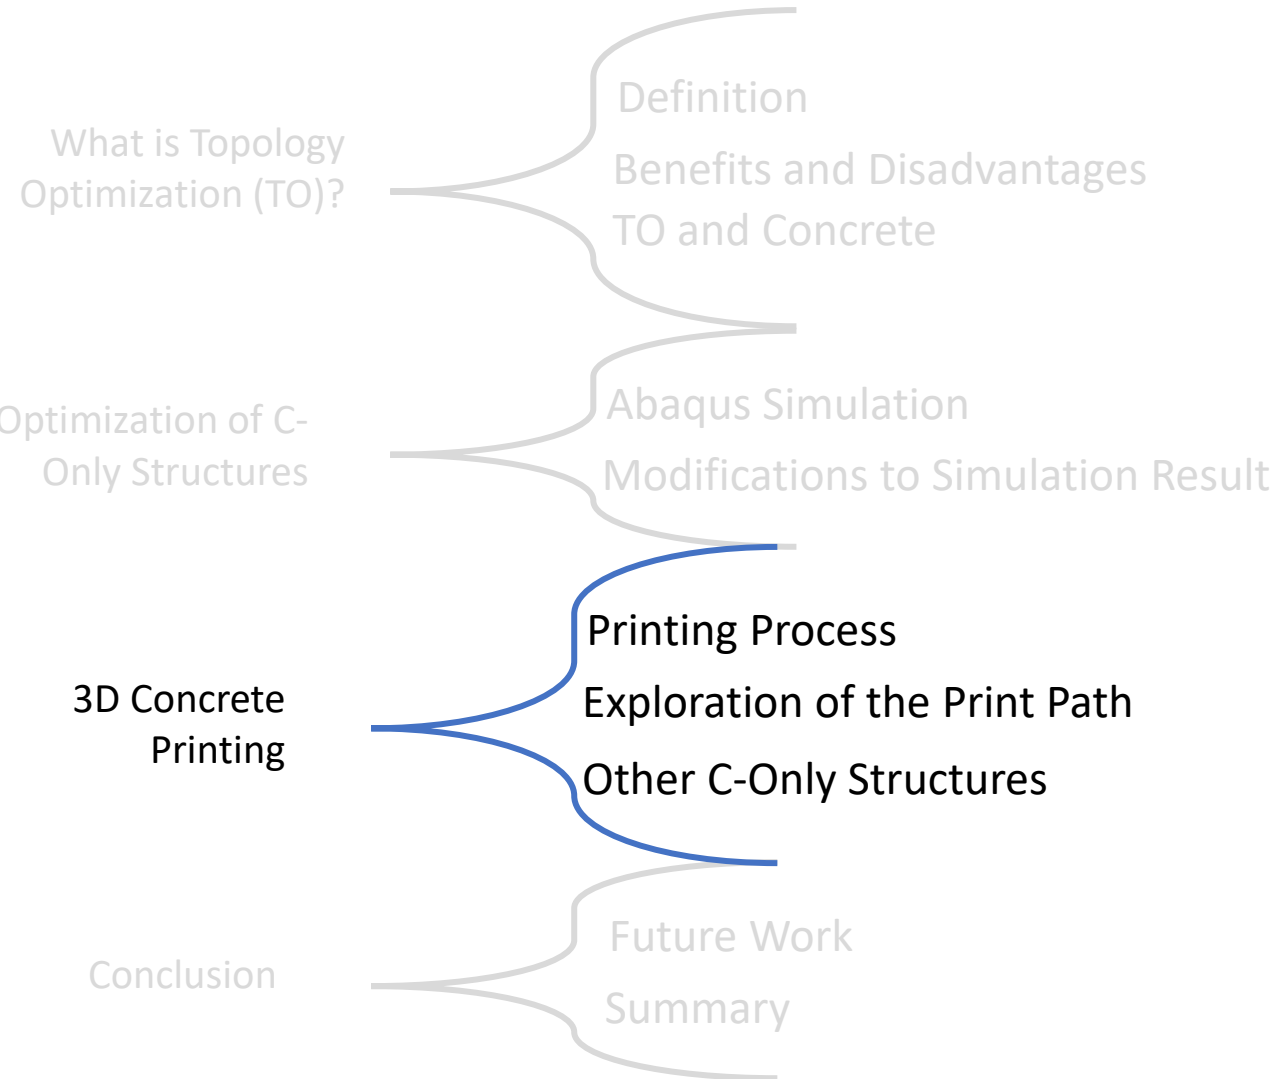 What is Topology
Optimization (TO)?
Definition
Benefits and Disadvantages
TO and Concrete
Optimization of C-
Only Structures
Abaqus Simulation
Modifications to Simulation Result
3D Concrete
Printing
Printing Process
Exploration of the Print Path
Other C-Only Structures
Conclusion
Future Work
Summary